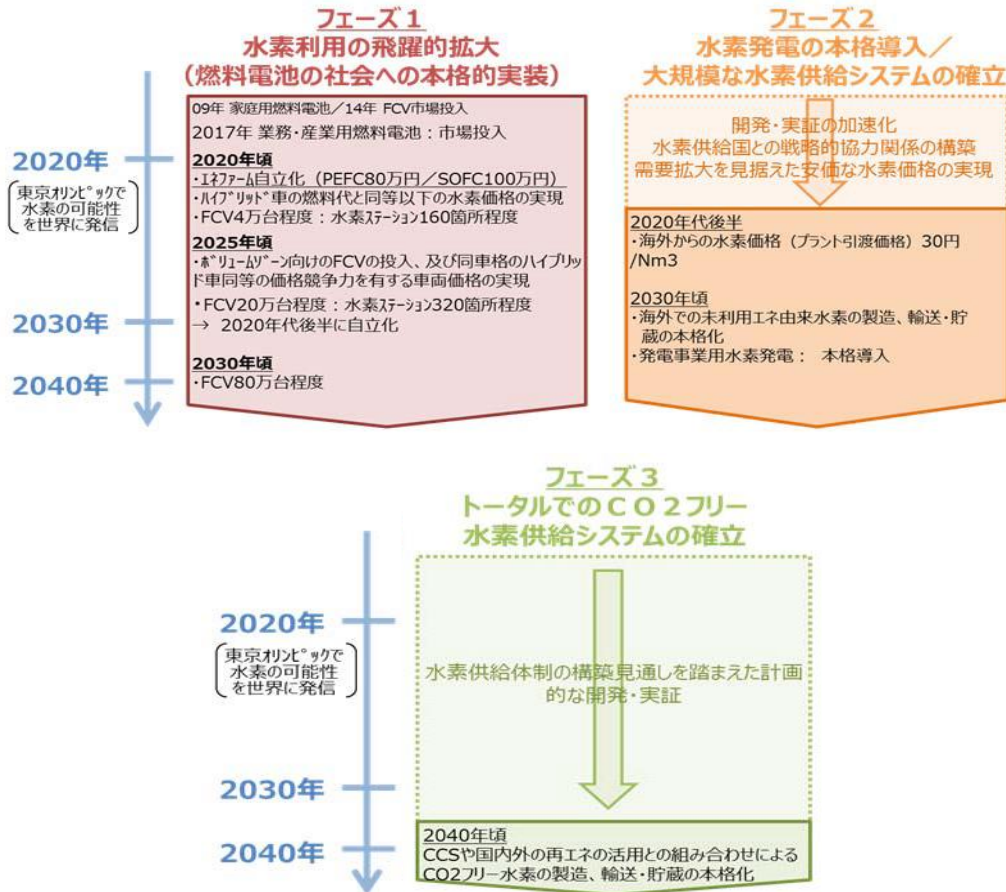 フェーズ1
水素利用の飛躍的拡大
（燃料電池の社会への本格的実装）
09年 家庭用燃料電池／14年 FCV市場投入
2017年 業務・産業用燃料電池：市場投入
2020年頃
・ｴﾈﾌｧｰﾑ自立化（PEFC80万円／SOFC100万円）
・ﾊｲﾌﾞﾘｯﾄﾞ車の燃料代と同等以下の水素価格の実現
・FCV4万台程度：水素ｽﾃｰｼｮﾝ160箇所程度
2025年頃
・ﾎﾞﾘｭｰﾑｿﾞｰﾝ向けのFCVの投入、及び同車格のﾊｲﾌﾞﾘｯ
ﾄﾞ車同等の価格競争力を有する車両価格の実現
・FCV20万台程度：水素ｽﾃｰｼｮﾝ320箇所程度
→ 2020年代後半に自立化
2030年頃
・FCV80万台程度
2020年
東京ｵﾘﾝﾋﾟｯｸで
水素の可能性
を世界に発信
2030年
2040年
フェーズ2
水素発電の本格導入／
大規模な水素供給システムの確立
開発・実証の加速化
水素供給国との戦略的協力関係の構築
需要拡大を見据えた安価な水素価格の実現
2020年代後半
・海外からの水素価格（プラント引渡価格）30円
/Nm3
2030年頃
・海外での未利用エネ由来水素の製造、輸送・貯
蔵の本格化
・発電事業用水素発電： 本格導入
フェーズ3
トータルでのＣＯ２フリー
水素供給システムの確立
2020年
東京ｵﾘﾝﾋﾟｯｸで
水素の可能性
を世界に発信
2030年
2040年
水素供給体制の構築見通しを踏まえた計画
的な開発・実証
2040年頃
CCSや国内外の再エネの活用との組み合わせによる
CO2フリー水素の製造、輸送・貯蔵の本格化